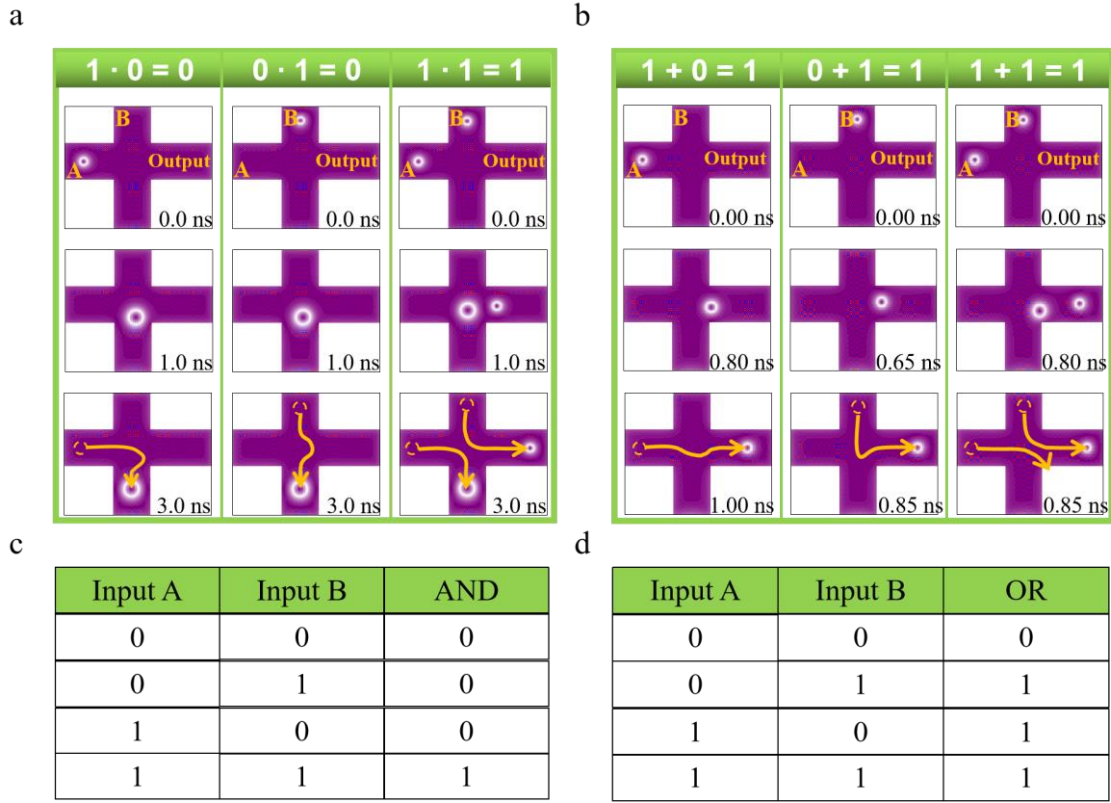 a
1 · 0 = 0
0 · 1 = 0
1 · 1 = 1
B
A
Output
0.0 ns
B
A
Output
0.0 ns
B
A
Output
0.0 ns
1.0 ns
1.0 ns
1.0 ns
3.0 ns
3.0 ns
3.0 ns
b
1 + 0 = 1
0 + 1 = 1
1 + 1 = 1
B
A
Output
0.00 ns
B
A
Output
0.00 ns
B
A
Output
0.00 ns
0.80 ns
0.65 ns
0.80 ns
1.00 ns
0.85 ns
0.85 ns
c
Input A Input B AND
0 0 0
0 1 0
1 0 0
1 1 1
d
Input A Input B OR
0 0 0
0 1 1
1 0 1
1 1 1